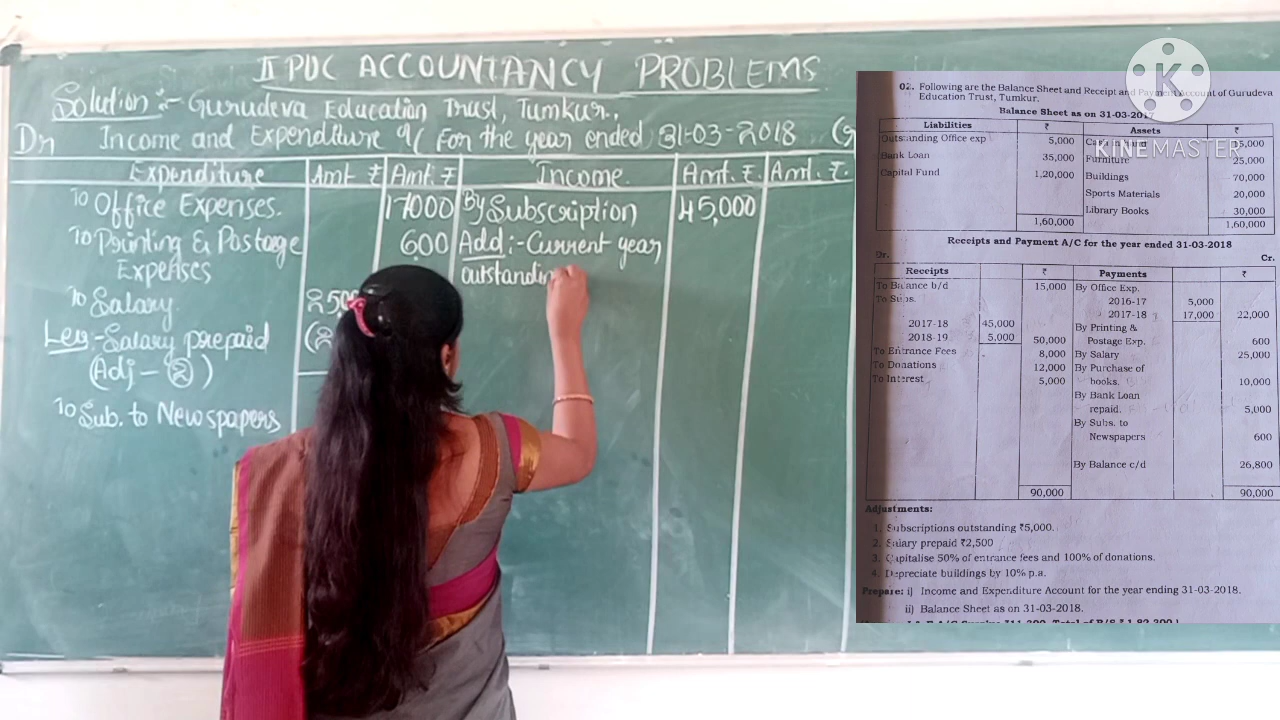 II PUC ACCOUNTANCY PROBLEMS
Solution :- Gurudeva Education Trust, Tumkur.,
Dr Income and Expenditure a/c For the year ended 31-03-2018
Expenditure Amt ₹ Amt. ₹ Income. Amt. ₹. Amt. ₹.
To Office Expenses. 17000 By Subscription 45,000
To Printing & Postage 600 Add :- Current year
Expenses
To Salary.
Less :- Salary prepaid
(Adj - 2)
To Sub. to Newspapers
KINEMASTER
02. Following are the Balance Sheet and Receipt and Payment Account of Gurudeva
Education Trust, Tumkur.
Balance Sheet as on 31-03-2017
Liabilities ₹ Assets ₹
Outstanding Office exp 5,000
Bank Loan 35,000 Furniture 25,000
Capital Fund 1,20,000 Buildings 70,000
Sports Materials 20,000
Library Books 30,000
1,60,000 1,60,000
Receipts and Payment A/C for the year ended 31-03-2018
Dr. Cr.
Receipts ₹ Payments ₹
To Balance b/d 15,000 By Office Exp.
To Subs. 2016-17 5,000
2017-18 17,000 22,000
2017-18 45,000 By Printing &
2018-19 5,000 50,000 Postage Exp. 600
To Entrance Fees 8,000 By Salary 25,000
To Donations 12,000 By Purchase of
To Interest 5,000 books. 10,000
By Bank Loan
repaid. 5,000
By Subs. to
Newspapers 600
By Balance c/d 26,800
90,000 90,000
Adjustments:
1. Subscriptions outstanding ₹5,000.
2. Salary prepaid ₹2,500
3. Capitalise 50% of entrance fees and 100% of donations.
4. Depreciate buildings by 10% p.a.
Prepare: i) Income and Expenditure Account for the year ending 31-03-2018.
ii) Balance Sheet as on 31-03-2018.